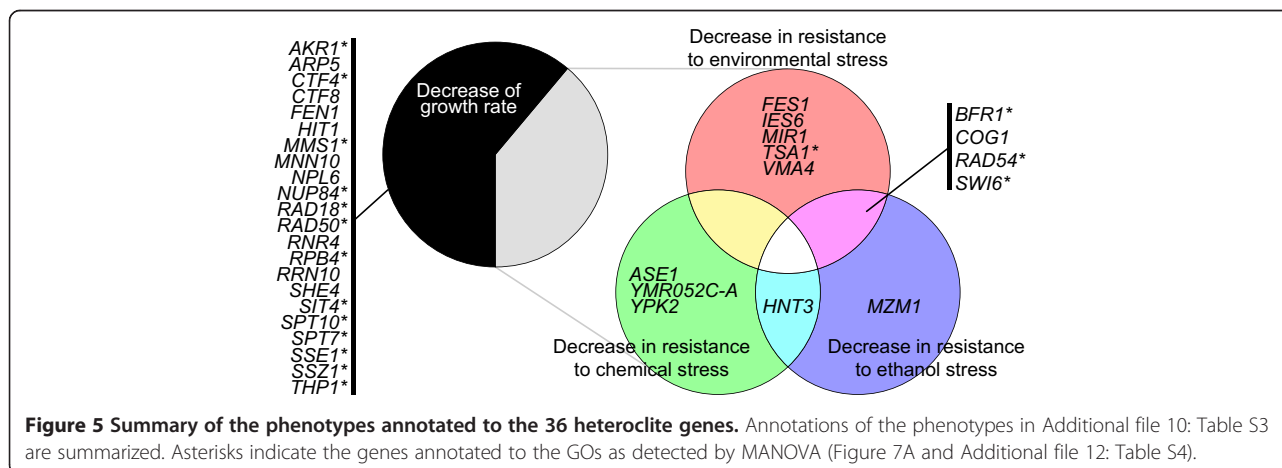 AKR1*
ARP5
CTF4*
CTF8
FEN1
HIT1
MMS1*
MNN10
NPL6
NUP84*
RAD18*
RAD50*
RNR4
RPB4*
RRN10
SHE4
SIT4*
SPT10*
SPT7*
SSE1*
SSZ1*
THP1*
Decrease of
growth rate
Decrease in resistance
to environmental stress
FES1
IES6
MIR1
TSA1*
VMA4
BFR1*
COG1
RAD54*
SWI6*
ASE1
YMR052C-A
YPK2
HNT3
MZM1
Decrease in resistance
to chemical stress
Decrease in resistance
to ethanol stress
Figure 5 Summary of the phenotypes annotated to the 36 heteroclite genes. Annotations of the phenotypes in Additional file 10: Table S3
are summarized. Asterisks indicate the genes annotated to the GOs as detected by MANOVA (Figure 7A and Additional file 12: Table S4).